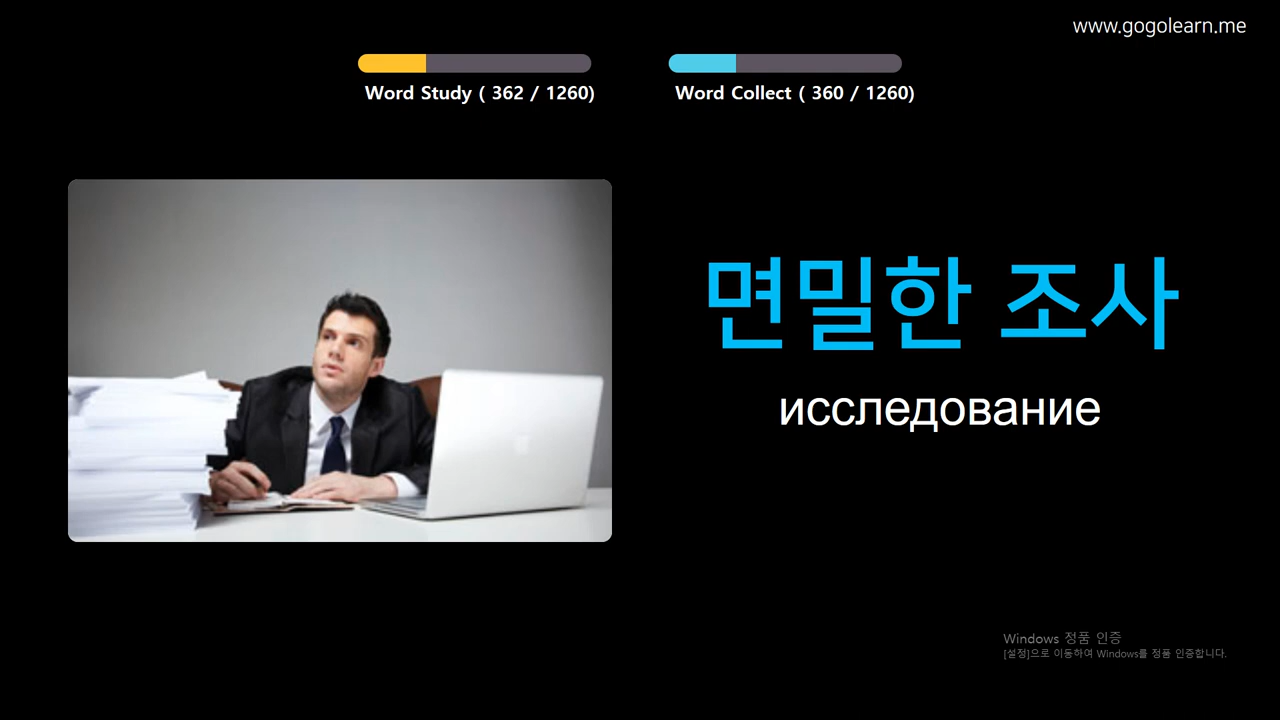 www.gogolearn.me
Word Study ( 362 / 1260)
Word Collect ( 360 / 1260)
면밀한 조사
исследование
Windows 정품 인증
[설정]으로 이동하여 Windows를 정품 인증합니다.